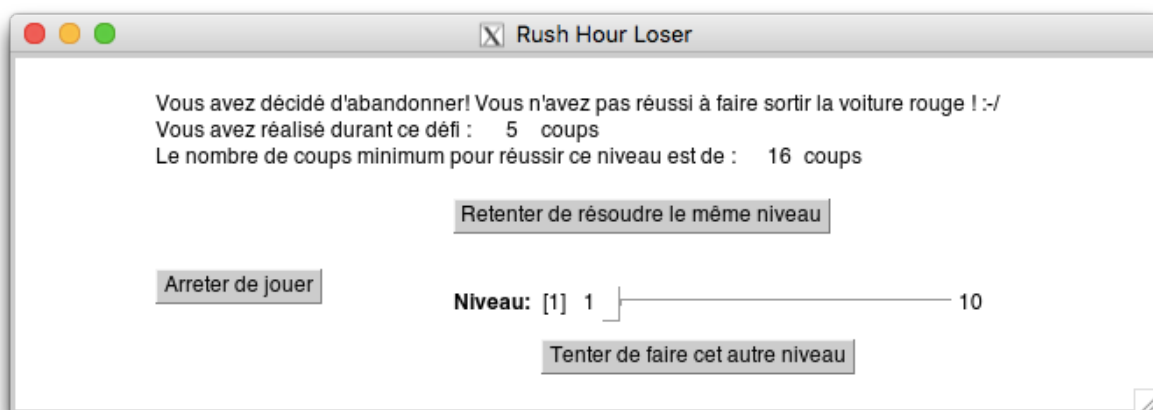 Rush Hour Loser
Vous avez décidé d'abandonner! Vous n'avez pas réussi à faire sortir la voiture rouge ! :-/
Vous avez réalisé durant ce défi : 5 coups
Le nombre de coups minimum pour réussir ce niveau est de : 16 coups
Retenter de résoudre le même niveau
Arreter de jouer
Niveau: [1] 1 10
Tenter de faire cet autre niveau